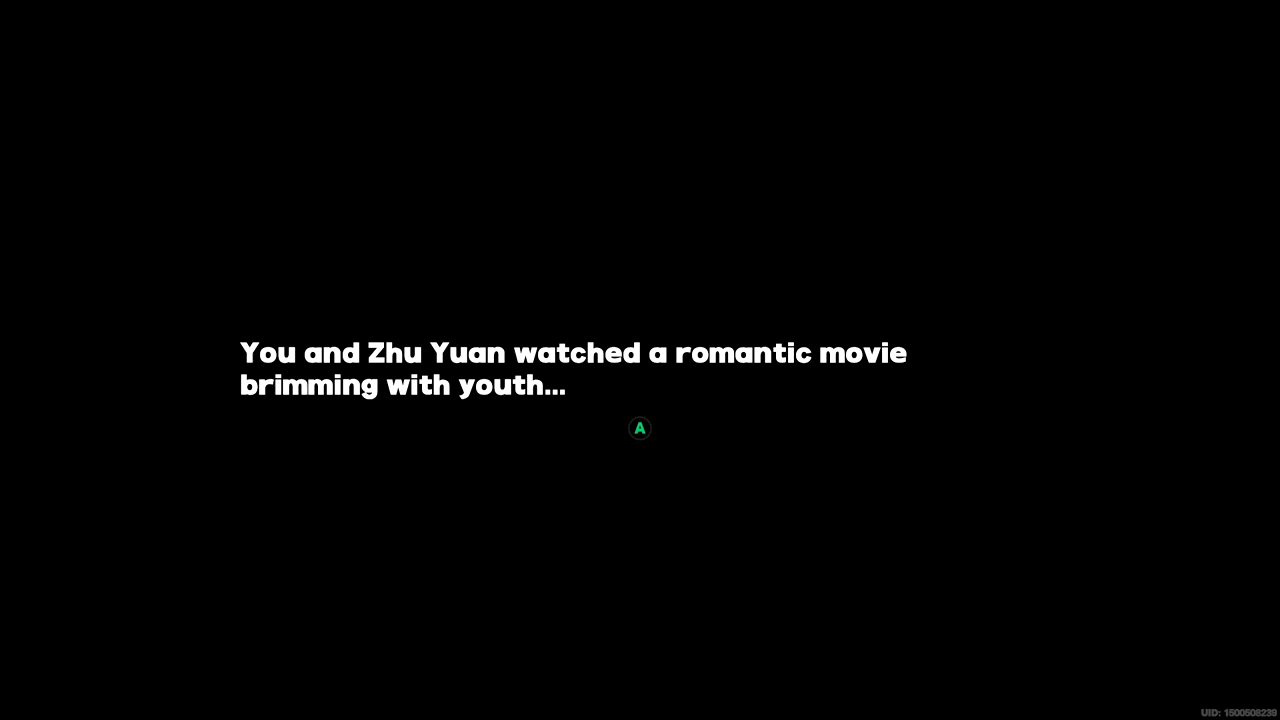 You and Zhu Yuan watched a romantic movie
brimming with youth...
A
UID: 1500508239